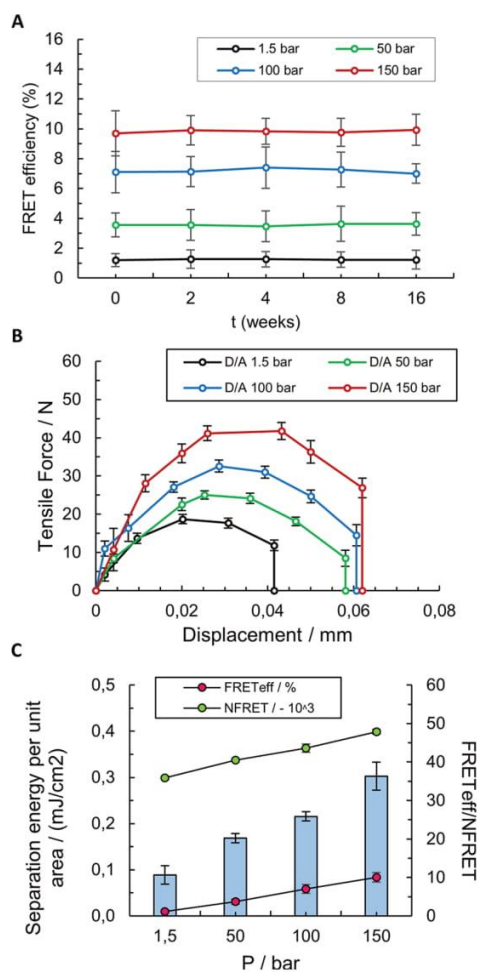 A
16
14
12
10
8
6
4
2
0
FRET efficiency (%)
1.5 bar
50 bar
100 bar
150 bar
0
2
4
8
16
t (weeks)
B
60
50
40
30
20
10
0
Tensile Force / N
D/A 1.5 bar
D/A 50 bar
D/A 100 bar
D/A 150 bar
0
0,02
0,04
0,06
0,08
Displacement / mm
C
0,5
0,4
0,3
0,2
0,1
0,0
Separation energy per unit
area / (mJ/cm2)
FRETeff / %
NFRET / - 10^3
60
50
40
30
20
10
0
FRETeff/NFRET
1,5
50
100
150
P / bar